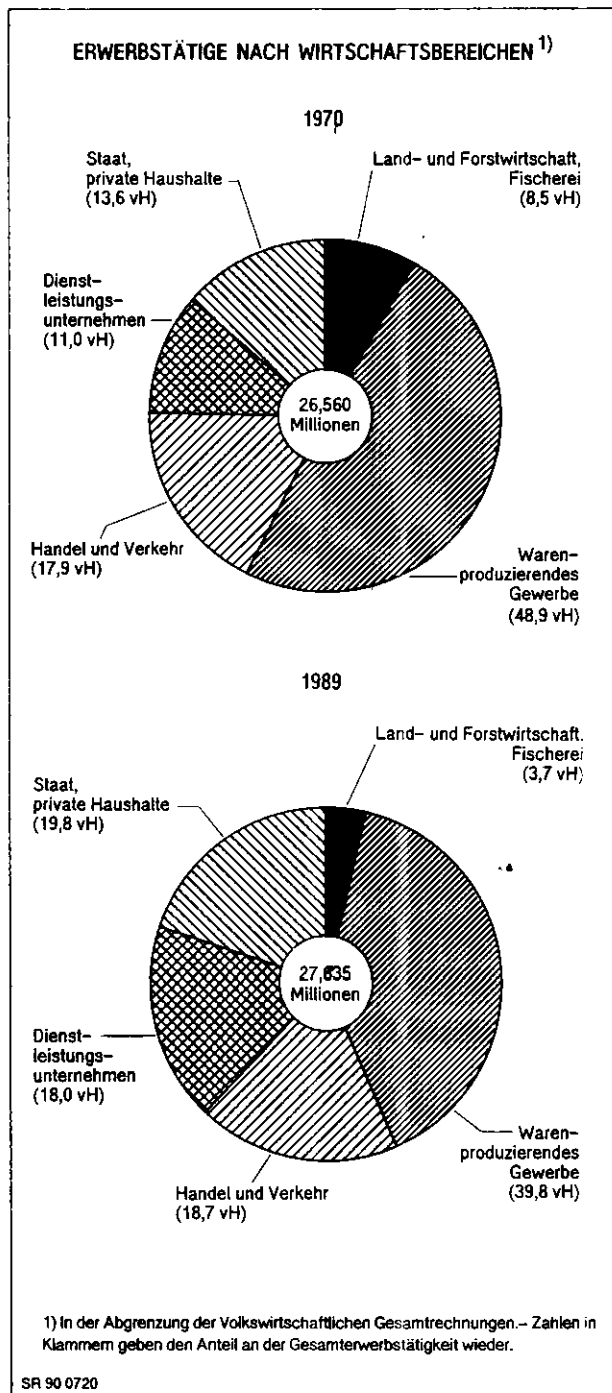 ERWERBSTÄTIGE NACH WIRTSCHAFTSBEREICHEN 1)
1970
Staat,
private Haushalte
(13,6 vH)
Land- und Forstwirtschaft,
Fischerei
(8,5 vH)
Dienst-
leistungs-
unternehmen
(11,0 vH)
26,560
Millionen
Handel und Verkehr
(17,9 vH)
Waren-
produzierendes
Gewerbe
(48,9 vH)
1989
Land- und Forstwirtschaft.
Fischerei
(3,7 vH)
Staat,
private Haushalte
(19,8 vH)
27,635
Millionen
Dienst-
leistungs-
unternehmen
(18,0 vH)
Waren-
produzierendes
Gewerbe
(39,8 vH)
Handel und Verkehr
(18,7 vH)
1) In der Abgrenzung der Volkswirtschaftlichen Gesamtrechnungen.– Zahlen in
Klammern geben den Anteil an der Gesamterwerbstätigkeit wieder.
SR 90 0720